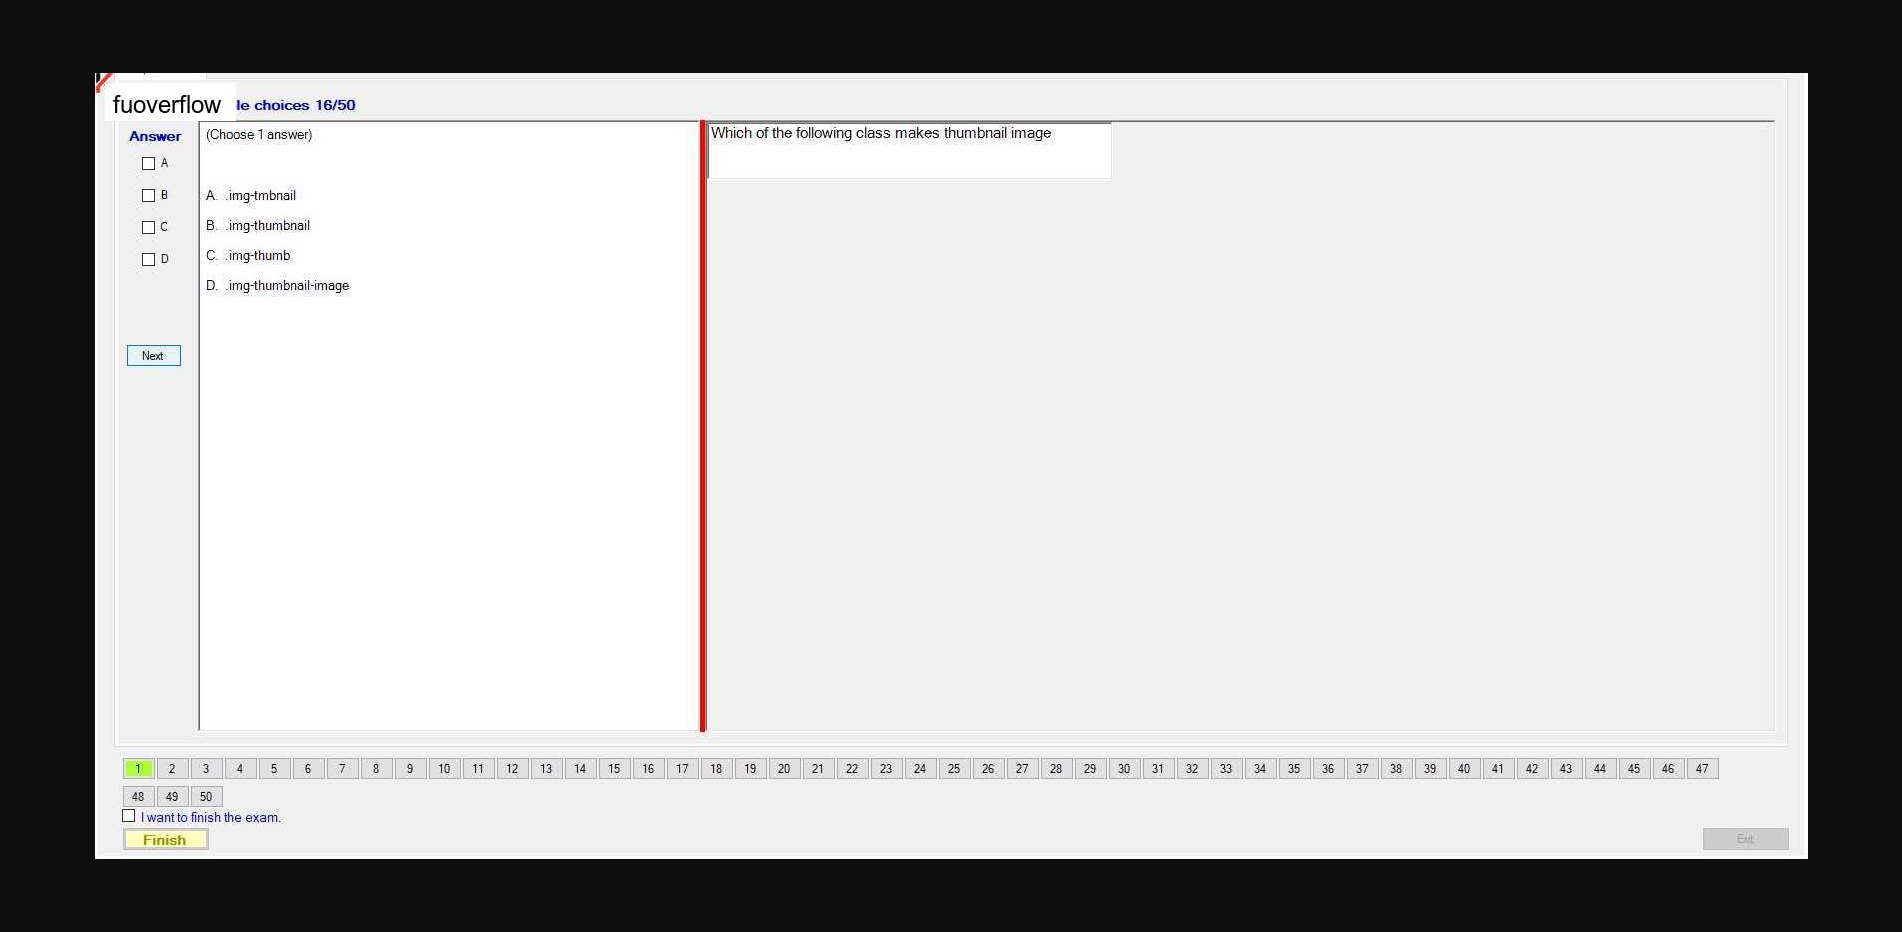 fuoverflow
le choices 16/50
Answer
(Choose 1 answer)
Which of the following class makes thumbnail image
A
B
C
D
A. .img-tmbnail
B. .img-thumbnail
C. .img-thumb
D. .img-thumbnail-image
Next
1 2 3 4 5 6 7 8 9 10 11 12 13 14 15 16 17 18 19 20 21 22 23 24 25 26 27 28 29 30 31 32 33 34 35 36 37 38 39 40 41 42 43 44 45 46 47
48 49 50
I want to finish the exam.
Finish
Exit